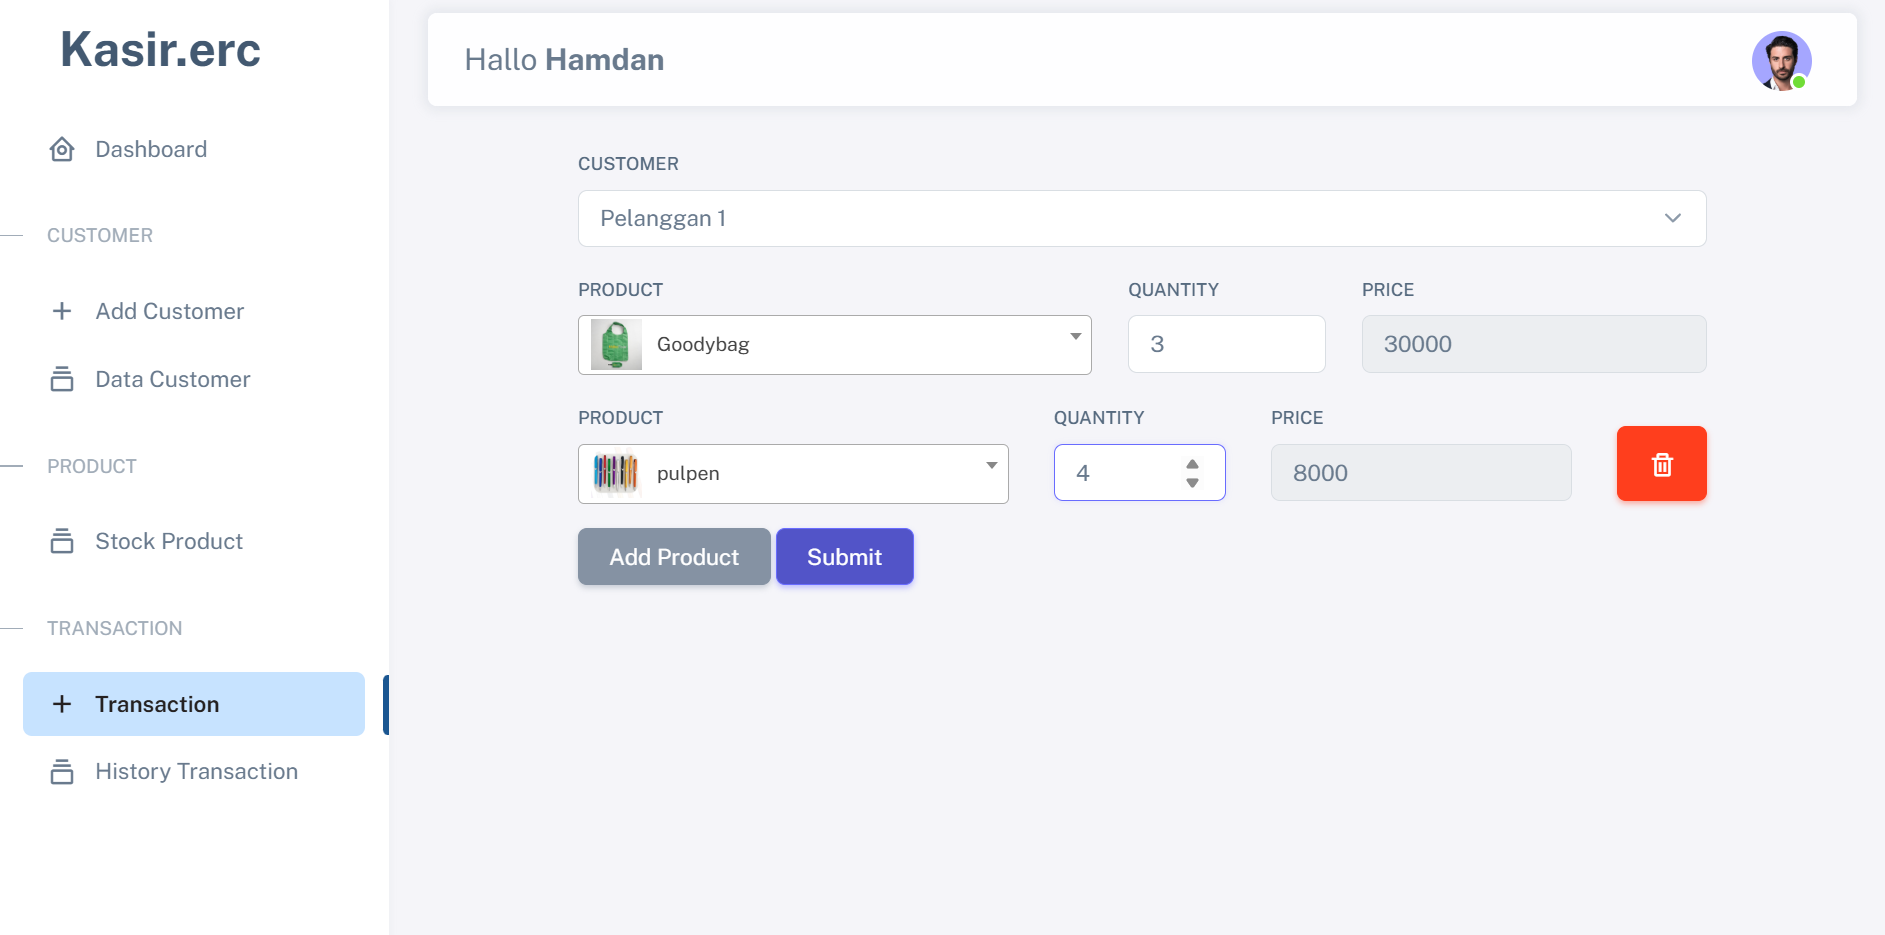 Kasir.erc
Dashboard
CUSTOMER
Add Customer
Data Customer
PRODUCT
Stock Product
TRANSACTION
Transaction
History Transaction
Hallo Hamdan
CUSTOMER
Pelanggan 1
PRODUCT QUANTITY PRICE
Goodybag 3 30000
PRODUCT QUANTITY PRICE
pulpen 4 8000
Add Product Submit